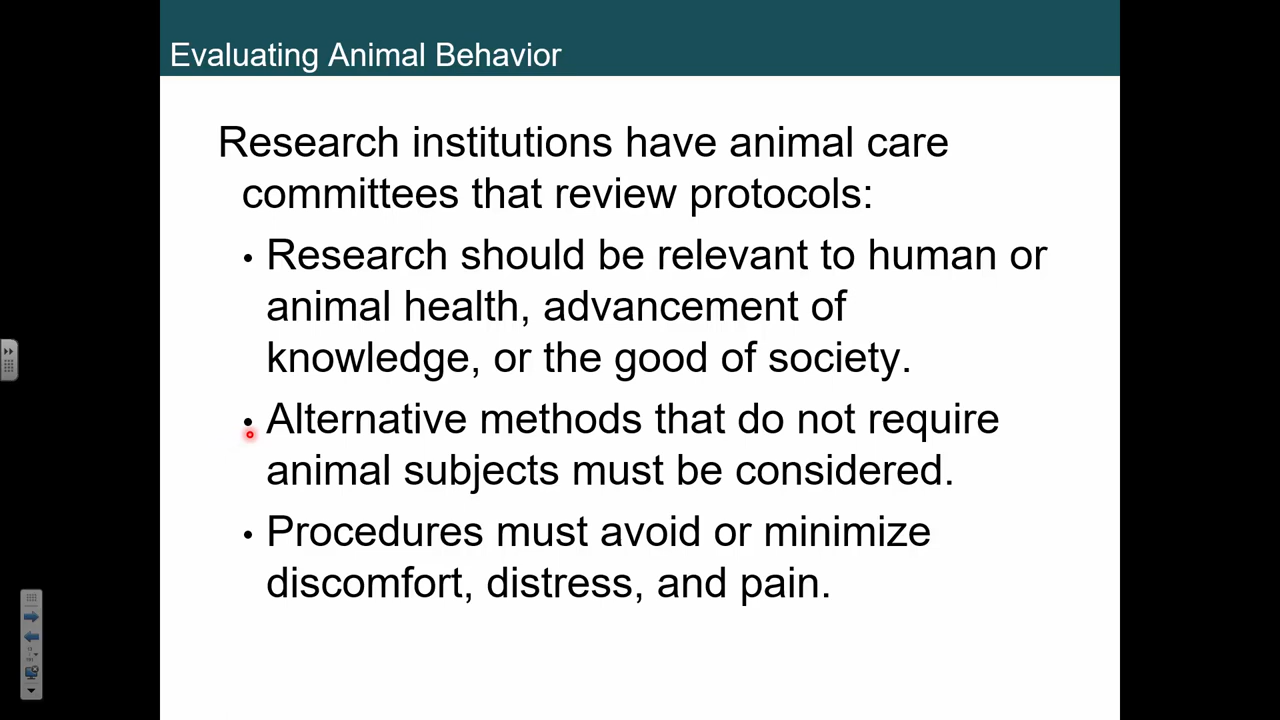 Evaluating Animal Behavior
Research institutions have animal care
committees that review protocols:
• Research should be relevant to human or
animal health, advancement of
knowledge, or the good of society.
• Alternative methods that do not require
animal subjects must be considered.
• Procedures must avoid or minimize
discomfort, distress, and pain.